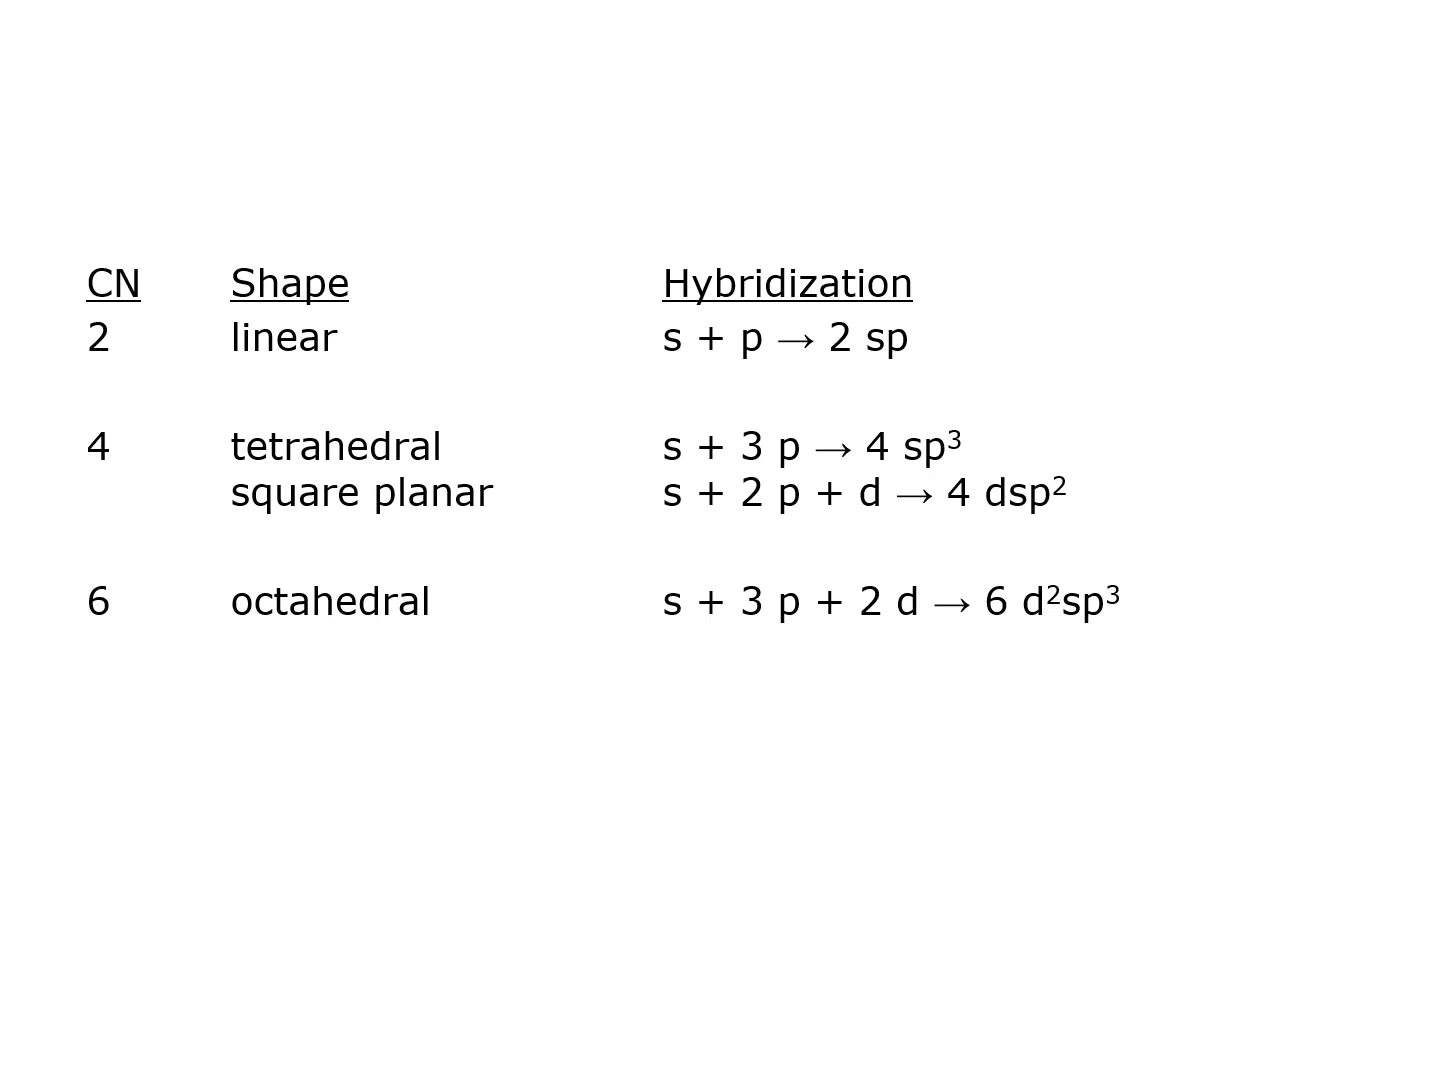 CN Shape Hybridization
2 linear s + p → 2 sp
4 tetrahedral s + 3 p → 4 sp³
square planar s + 2 p + d → 4 dsp²
6 octahedral s + 3 p + 2 d → 6 d²sp³